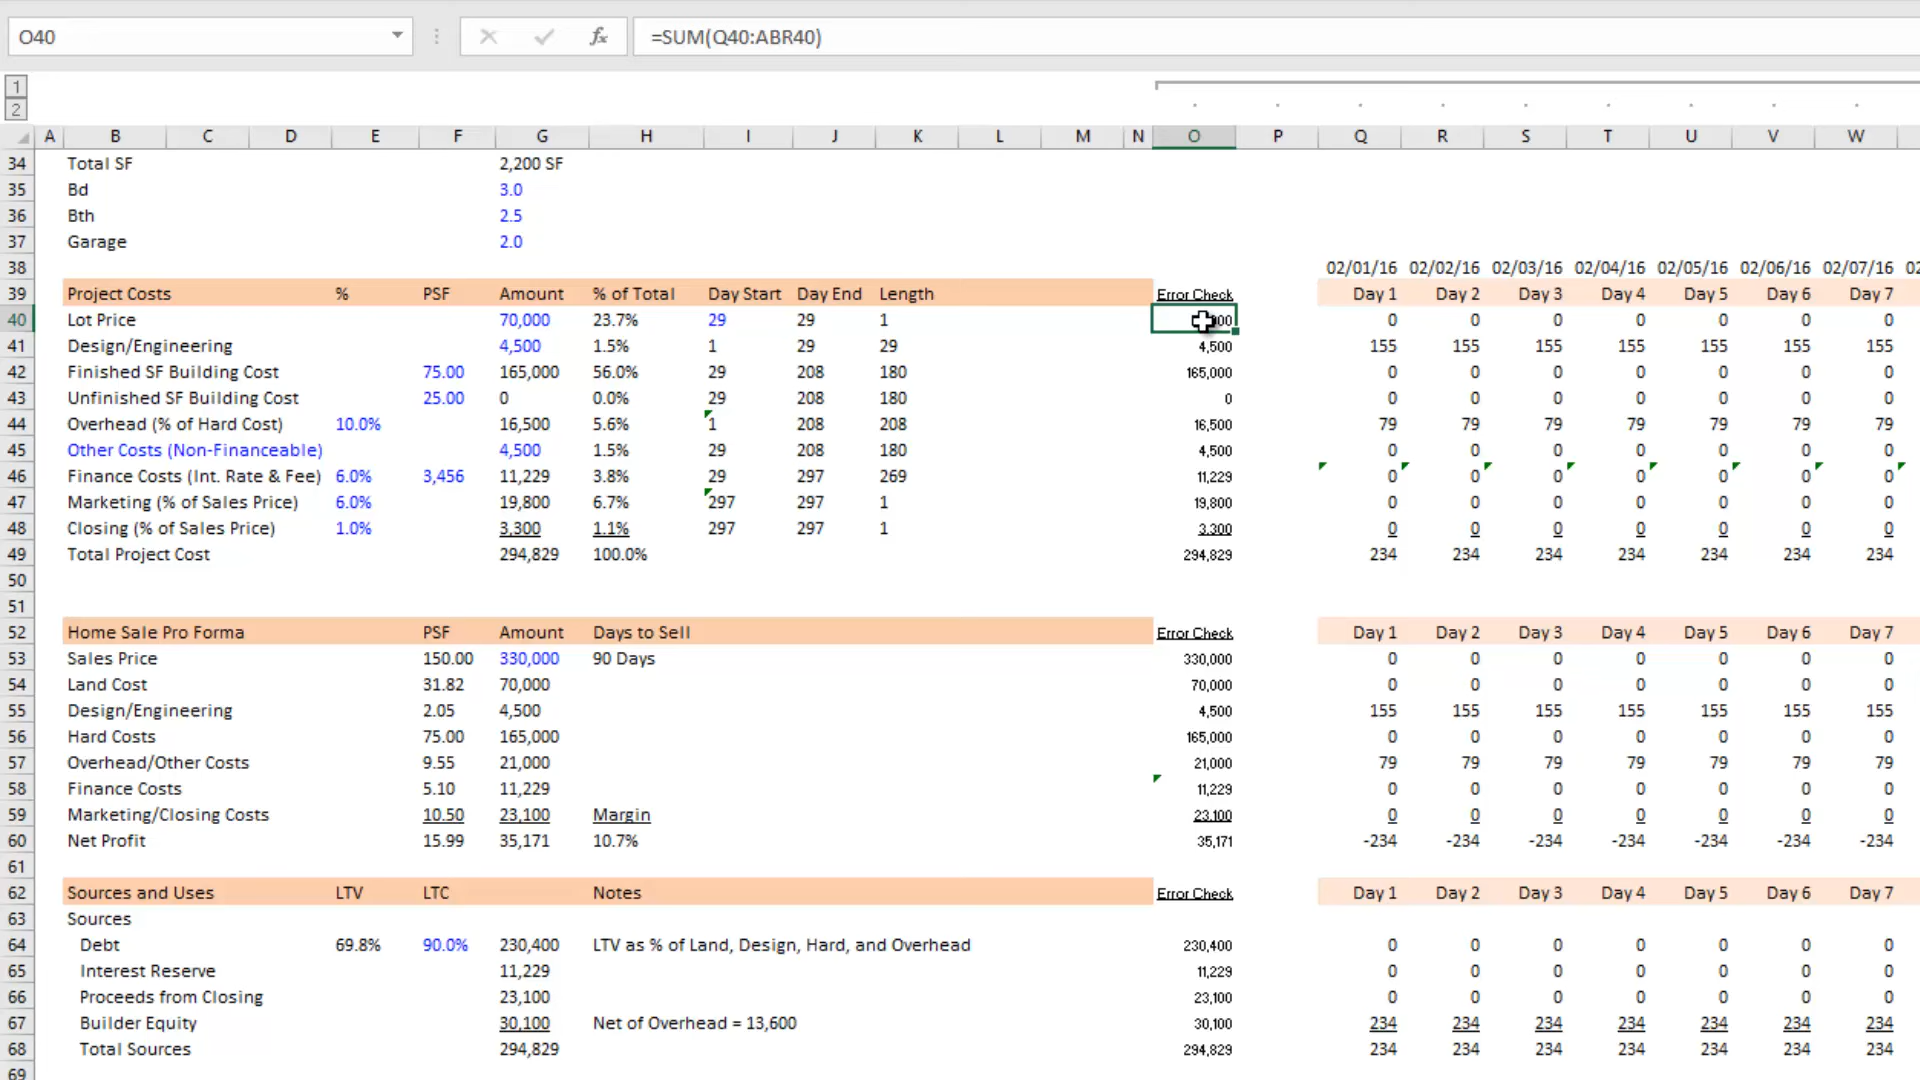 O40 fx =SUM(Q40:ABR40)
1
2
A B C D E F G H I J K L M N O P Q R S T U V W
34 Total SF 2,200 SF
35 Bd 3.0
36 Bth 2.5
37 Garage 2.0
38 02/01/16 02/02/16 02/03/16 02/04/16 02/05/16 02/06/16 02/07/16
39 Project Costs % PSF Amount % of Total Day Start Day End Length Error Check Day 1 Day 2 Day 3 Day 4 Day 5 Day 6 Day 7
40 Lot Price 70,000 23.7% 29 29 1 0 0 0 0 0 0 0
41 Design/Engineering 4,500 1.5% 1 29 29 4,500 155 155 155 155 155 155 155
42 Finished SF Building Cost 75.00 165,000 56.0% 29 208 180 165,000 0 0 0 0 0 0 0
43 Unfinished SF Building Cost 25.00 0 0.0% 29 208 180 0 0 0 0 0 0 0 0
44 Overhead (% of Hard Cost) 10.0% 16,500 5.6% 1 208 208 16,500 79 79 79 79 79 79 79
45 Other Costs (Non-Financeable) 4,500 1.5% 29 208 180 4,500 0 0 0 0 0 0 0
46 Finance Costs (Int. Rate & Fee) 6.0% 3,456 11,229 3.8% 29 297 269 11,229 0 0 0 0 0 0 0
47 Marketing (% of Sales Price) 6.0% 19,800 6.7% 297 297 1 19,800 0 0 0 0 0 0 0
48 Closing (% of Sales Price) 1.0% 3,300 1.1% 297 297 1 3,300 0 0 0 0 0 0 0
49 Total Project Cost 294,829 100.0% 294,829 234 234 234 234 234 234 234
50
51
52 Home Sale Pro Forma PSF Amount Days to Sell Error Check Day 1 Day 2 Day 3 Day 4 Day 5 Day 6 Day 7
53 Sales Price 150.00 330,000 90 Days 330,000 0 0 0 0 0 0 0
54 Land Cost 31.82 70,000 70,000 0 0 0 0 0 0 0
55 Design/Engineering 2.05 4,500 4,500 155 155 155 155 155 155 155
56 Hard Costs 75.00 165,000 165,000 0 0 0 0 0 0 0
57 Overhead/Other Costs 9.55 21,000 21,000 79 79 79 79 79 79 79
58 Finance Costs 5.10 11,229 11,229 0 0 0 0 0 0 0
59 Marketing/Closing Costs 10.50 23,100 Margin 23,100 0 0 0 0 0 0 0
60 Net Profit 15.99 35,171 10.7% 35,171 -234 -234 -234 -234 -234 -234 -234
61
62 Sources and Uses LTV LTC Notes Error Check Day 1 Day 2 Day 3 Day 4 Day 5 Day 6 Day 7
63 Sources
64 Debt 69.8% 90.0% 230,400 LTV as % of Land, Design, Hard, and Overhead 230,400 0 0 0 0 0 0 0
65 Interest Reserve 11,229 11,229 0 0 0 0 0 0 0
66 Proceeds from Closing 23,100 23,100 0 0 0 0 0 0 0
67 Builder Equity 30,100 Net of Overhead = 13,600 30,100 234 234 234 234 234 234 234
68 Total Sources 294,829 294,829 234 234 234 234 234 234 234
69